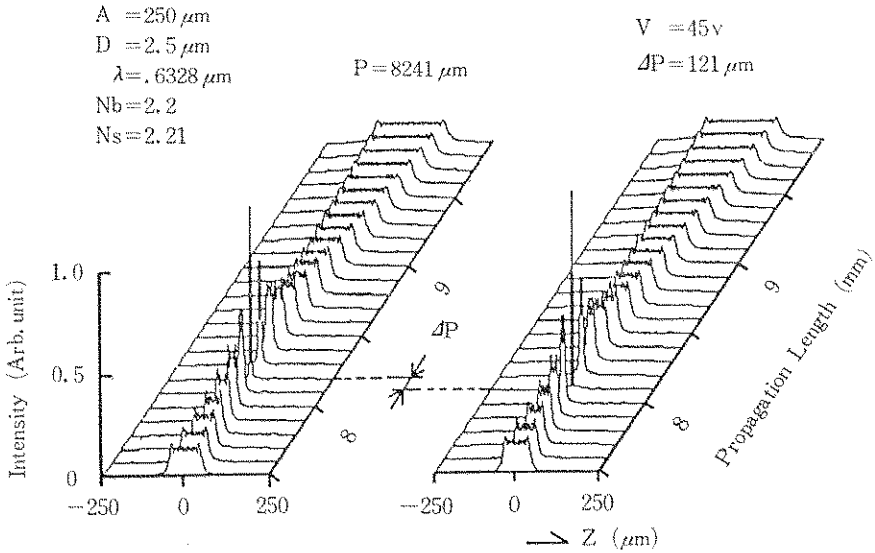 A =250 μm
D =2.5 μm
λ=.6328 μm
Nb=2.2
Ns=2.21
P=8241 μm
V =45v
ΔP=121 μm
Intensity (Arb. unit)
1.0
0.5
0
ΔP
8
9
8
9
Propagation Length (mm)
−250 0 250
−250 0 250
→ Z (μm)